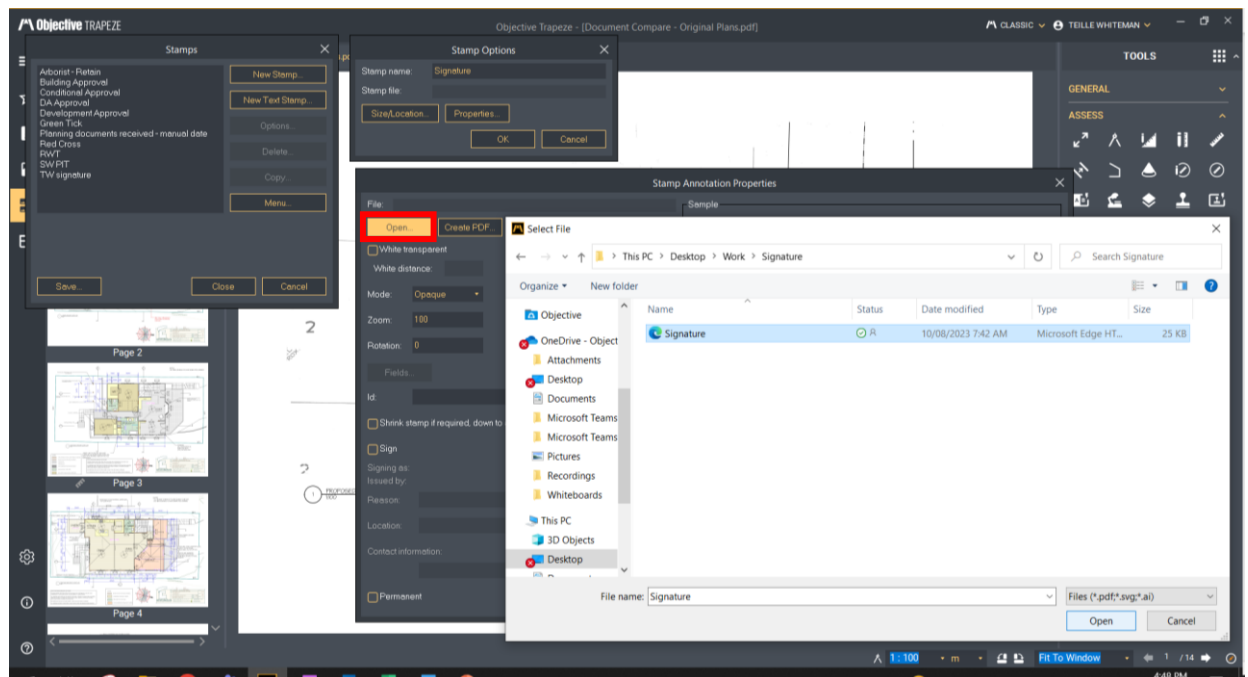 Objective TRAPEZE
Objective Trapeze - [Document Compare - Original Plans.pdf]
CLASSIC
TEILLE WHITEMAN
Stamps
Arborist - Retain
Building Approval
Conditional Approval
DA Approval
Development Approval
Green Tick
Planning documents received - manual date
Red Cross
RWT
SW PIT
TW signature
New Stamp...
New Text Stamp...
Options...
Delete...
Copy...
Menu...
Save...
Close
Cancel
Stamp Options
Stamp name: Signature
Stamp file:
Size/Location...
Properties...
OK
Cancel
TOOLS
GENERAL
ASSESS
Stamp Annotation Properties
File:
Sample
Open...
Create PDF...
White transparent
White distance:
Mode: Opaque
Zoom: 100
Rotation: 0
Fields...
Id:
Shrink stamp if required, down to
Sign
Signing as:
Issued by:
Reason:
Location:
Contact information:
Permanent
Select File
This PC > Desktop > Work > Signature
Search Signature
Organize
New folder
Name
Status
Date modified
Type
Size
Signature
10/08/2023 7:42 AM
Microsoft Edge HT...
25 KB
Objective
OneDrive - Object
Attachments
Desktop
Documents
Microsoft Teams
Microsoft Teams
Pictures
Recordings
Whiteboards
This PC
3D Objects
Desktop
File name: Signature
Files (*.pdf;*.svg;*.ai)
Open
Cancel
Page 2
Page 3
Page 4
2
2
1
PROPOSED
1 : 100
m
Fit To Window
1 /14
4:48 PM